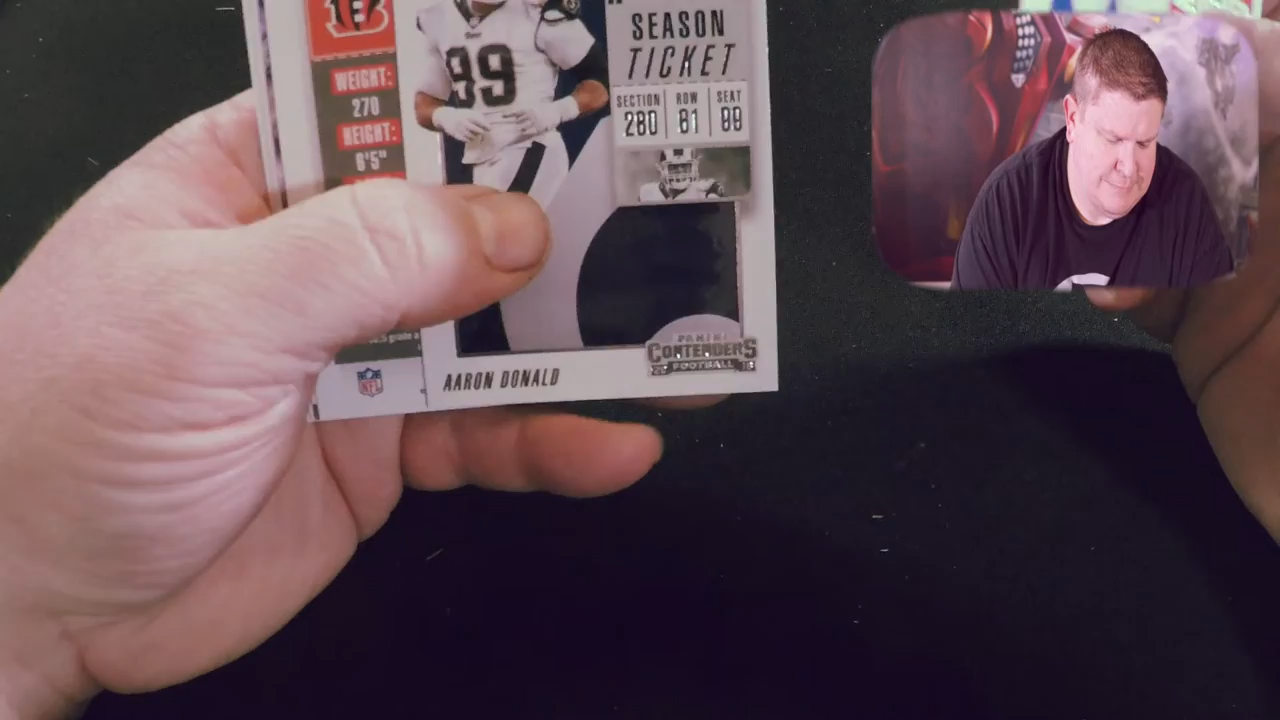 WEIGHT:
270
HEIGHT:
6'5"
NFL
99
SEASON
TICKET
SECTION ROW SEAT
280 81 99
PANINI
CONTENDERS
FOOTBALL
AARON DONALD